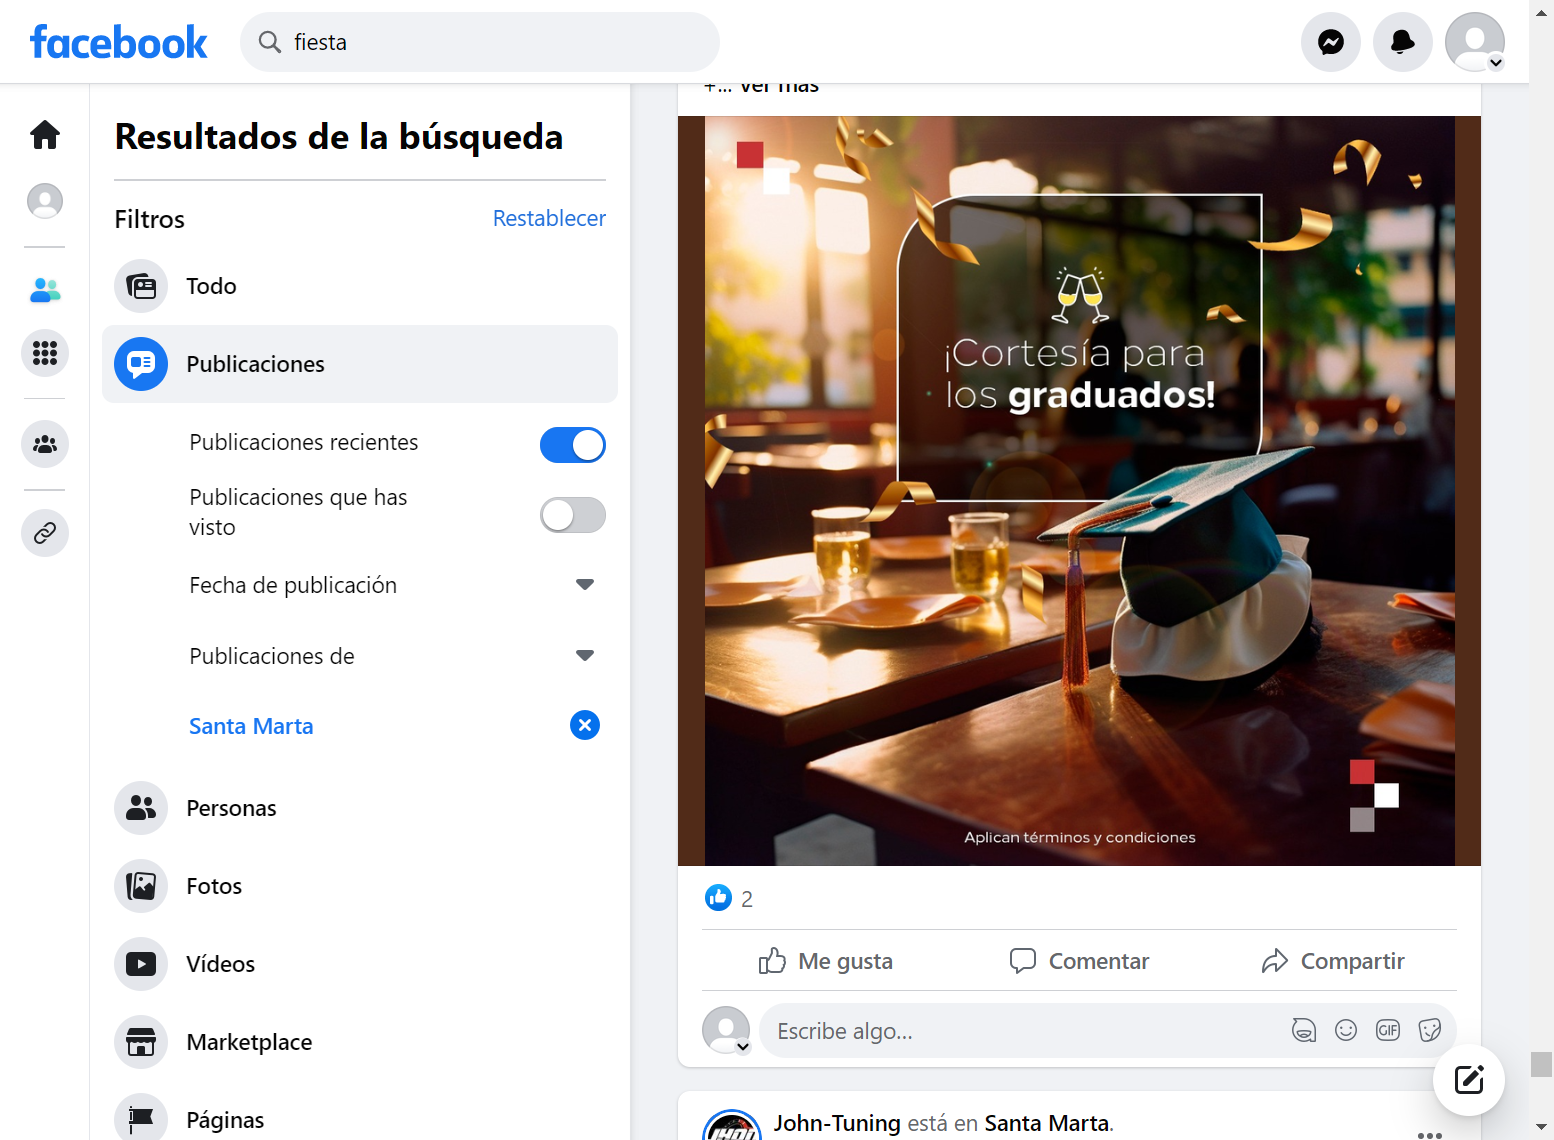 facebook
fiesta
+... Ver más
Resultados de la búsqueda
Filtros
Restablecer
Todo
Publicaciones
Publicaciones recientes
Publicaciones que has
visto
Fecha de publicación
Publicaciones de
Santa Marta
Personas
Fotos
Vídeos
Marketplace
Páginas
¡Cortesía para
los graduados!
Aplican términos y condiciones
2
Me gusta
Comentar
Compartir
Escribe algo...
GIF
John-Tuning está en Santa Marta.